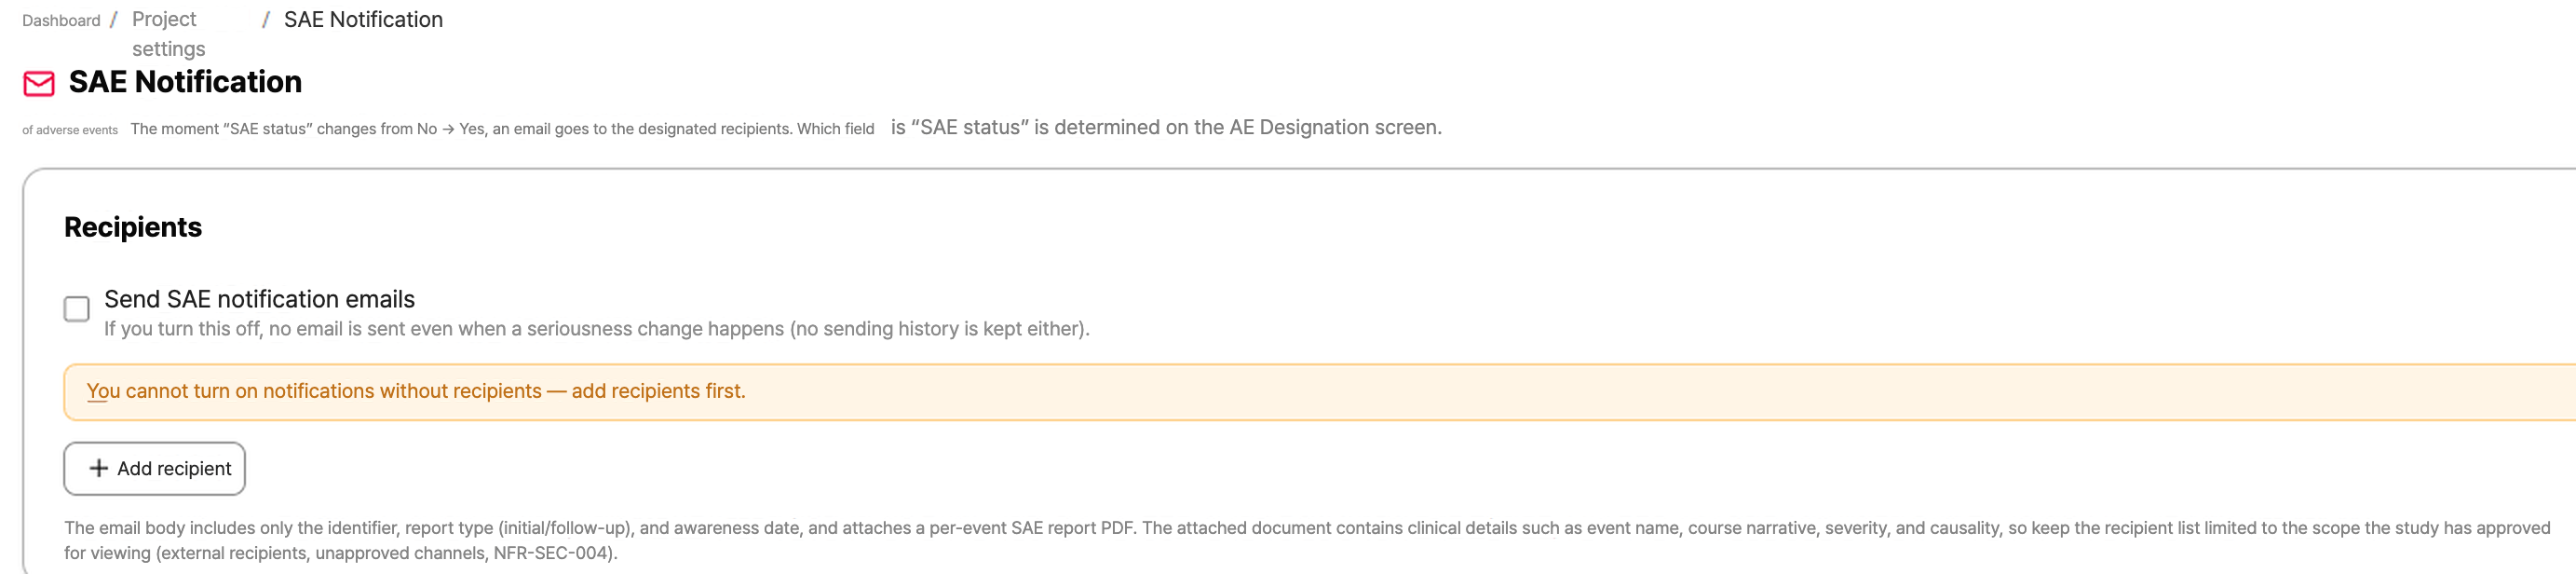 Dashboard / Project settings / SAE Notification
SAE Notification
of adverse events The moment “SAE status” changes from No → Yes, an email goes to the designated recipients. Which field is “SAE status” is determined on the AE Designation screen.
Recipients
Send SAE notification emails
If you turn this off, no email is sent even when a seriousness change happens (no sending history is kept either).
You cannot turn on notifications without recipients — add recipients first.
+ Add recipient
The email body includes only the identifier, report type (initial/follow-up), and awareness date, and attaches a per-event SAE report PDF. The attached document contains clinical details such as event name, course narrative, severity, and causality, so keep the recipient list limited to the scope the study has approved
for viewing (external recipients, unapproved channels, NFR-SEC-004).